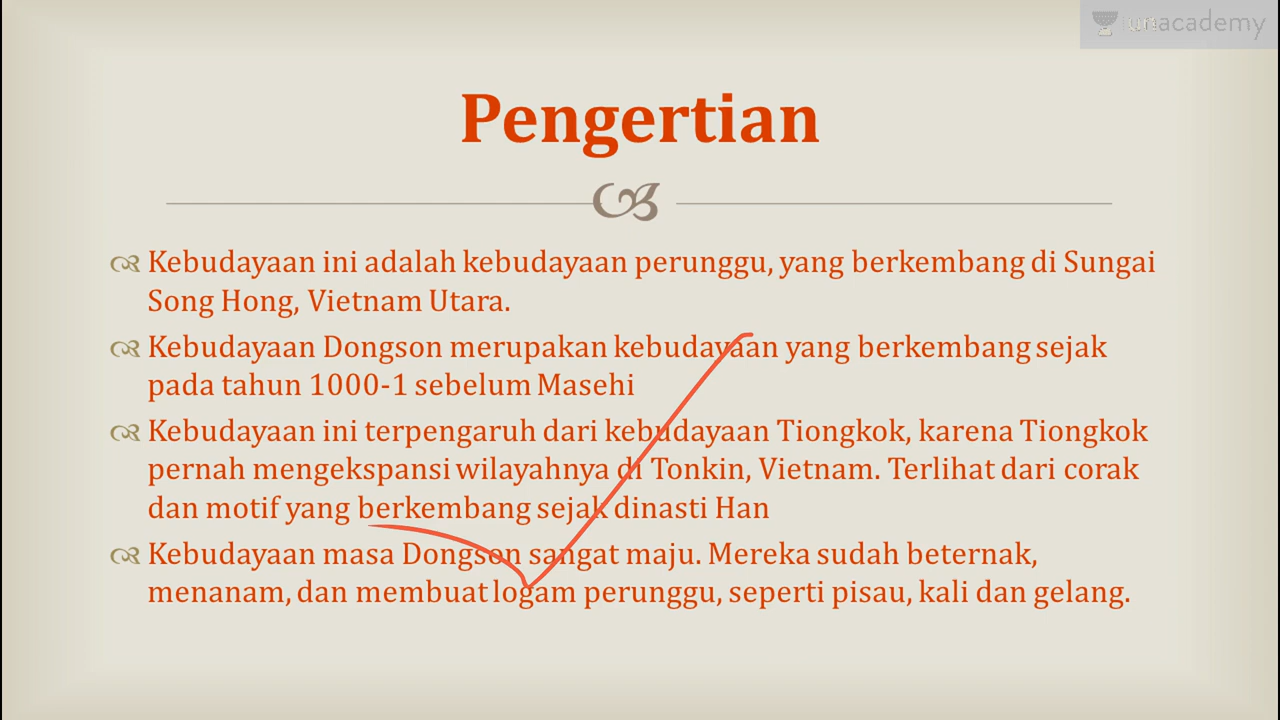 unacademy
Pengertian
Kebudayaan ini adalah kebudayaan perunggu, yang berkembang di Sungai
Song Hong, Vietnam Utara.
Kebudayaan Dongson merupakan kebudayaan yang berkembang sejak
pada tahun 1000-1 sebelum Masehi
Kebudayaan ini terpengaruh dari kebudayaan Tiongkok, karena Tiongkok
pernah mengekspansi wilayahnya di Tonkin, Vietnam. Terlihat dari corak
dan motif yang berkembang sejak dinasti Han
Kebudayaan masa Dongson sangat maju. Mereka sudah beternak,
menanam, dan membuat logam perunggu, seperti pisau, kali dan gelang.